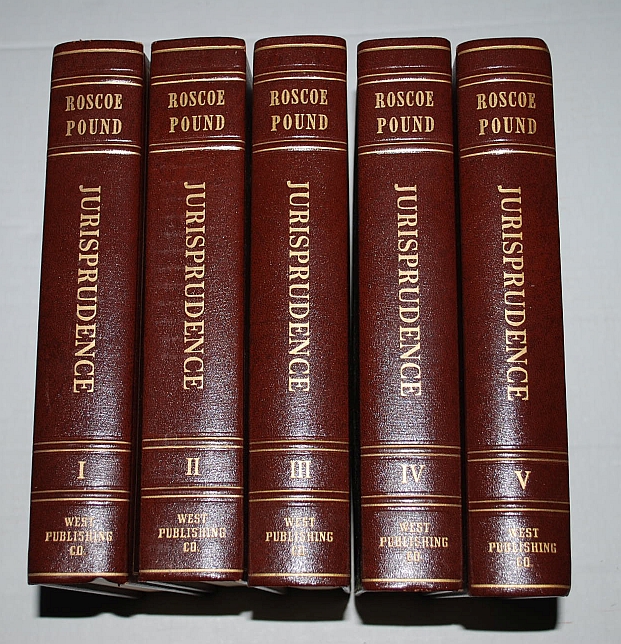 ROSCOE
POUND
JURISPRUDENCE
I
WEST
PUBLISHING
CO.
ROSCOE
POUND
JURISPRUDENCE
II
WEST
PUBLISHING
CO.
ROSCOE
POUND
JURISPRUDENCE
III
WEST
PUBLISHING
CO.
ROSCOE
POUND
JURISPRUDENCE
IV
WEST
PUBLISHING
CO.
ROSCOE
POUND
JURISPRUDENCE
V
WEST
PUBLISHING
CO.